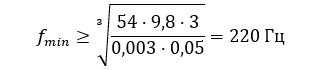 f_min ≥ ∛((54 · 9,8 · 3)/(0,003 · 0,05)) = 220 Гц